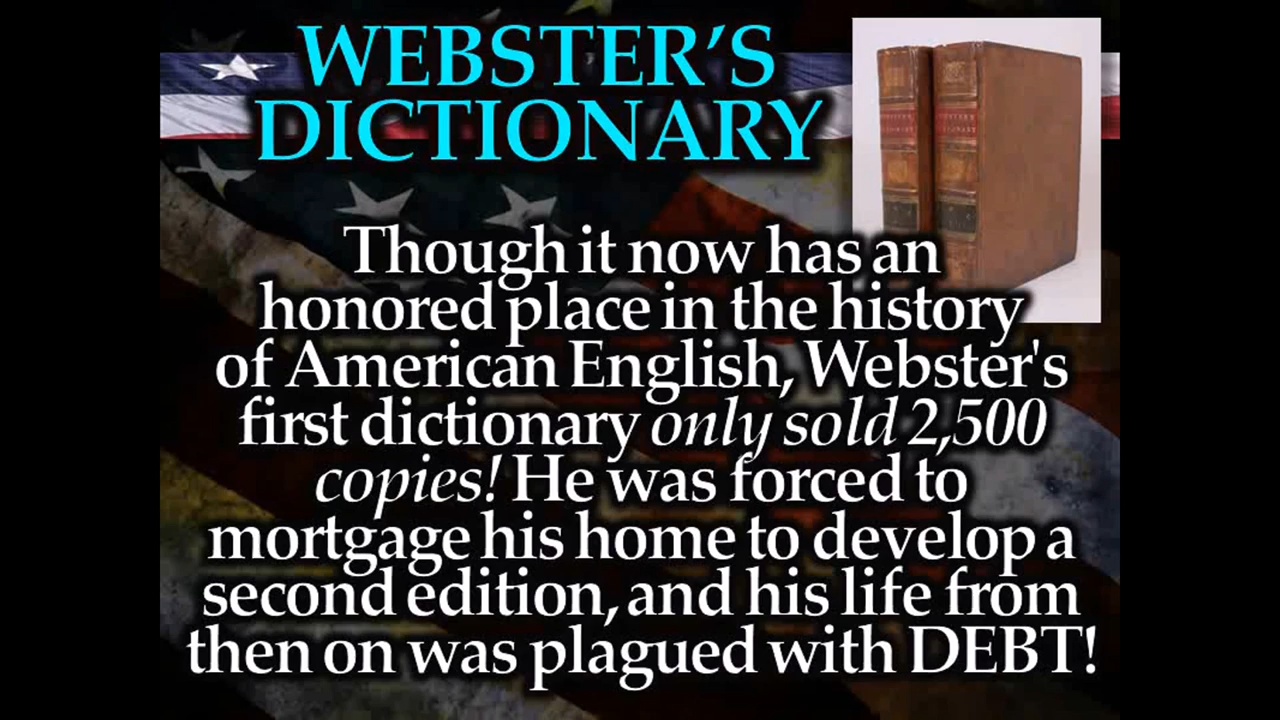 WEBSTER'S
DICTIONARY
Though it now has an
honored place in the history
of American English, Webster's
first dictionary only sold 2,500
copies! He was forced to
mortgage his home to develop a
second edition, and his life from
then on was plagued with DEBT!